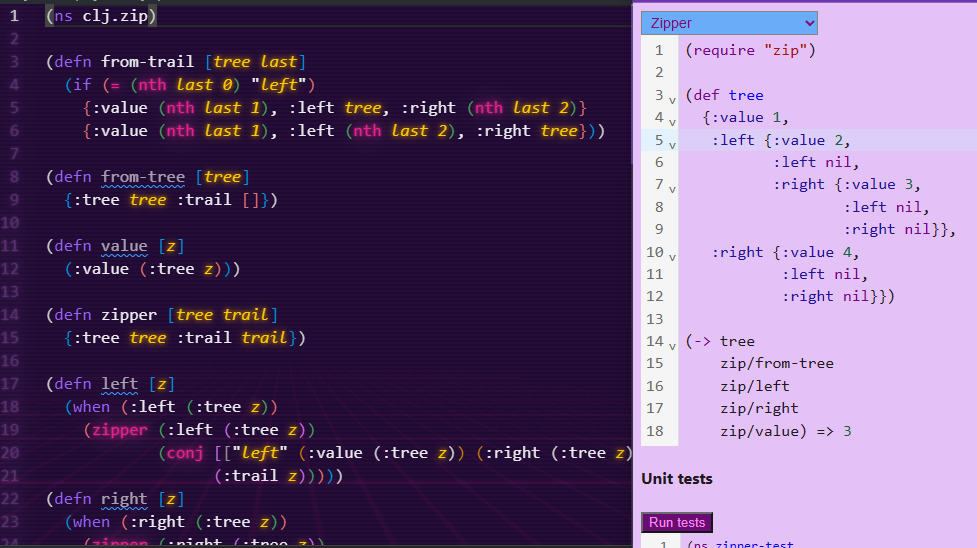 1 (ns clj.zip)
2
3 (defn from-trail [tree last]
4 (if (= (nth last 0) "left")
5 {:value (nth last 1), :left tree, :right (nth last 2)}
6 {:value (nth last 1), :left (nth last 2), :right tree}))
7
8 (defn from-tree [tree]
9 {:tree tree :trail []})
10
11 (defn value [z]
12 (:value (:tree z)))
13
14 (defn zipper [tree trail]
15 {:tree tree :trail trail})
16
17 (defn left [z]
18 (when (:left (:tree z))
19 (zipper (:left (:tree z))
20 (conj [["left" (:value (:tree z)) (:right (:tree z)
21 (:trail z)))))
22 (defn right [z]
23 (when (:right (:tree z))
24 (zipper (:right (:tree z))
Zipper
1 (require "zip")
2
3 (def tree
4 {:value 1,
5 :left {:value 2,
6 :left nil,
7 :right {:value 3,
8 :left nil,
9 :right nil}},
10 :right {:value 4,
11 :left nil,
12 :right nil}})
13
14 (-> tree
15 zip/from-tree
16 zip/left
17 zip/right
18 zip/value) => 3
Unit tests
Run tests
1 (ns zipper-test